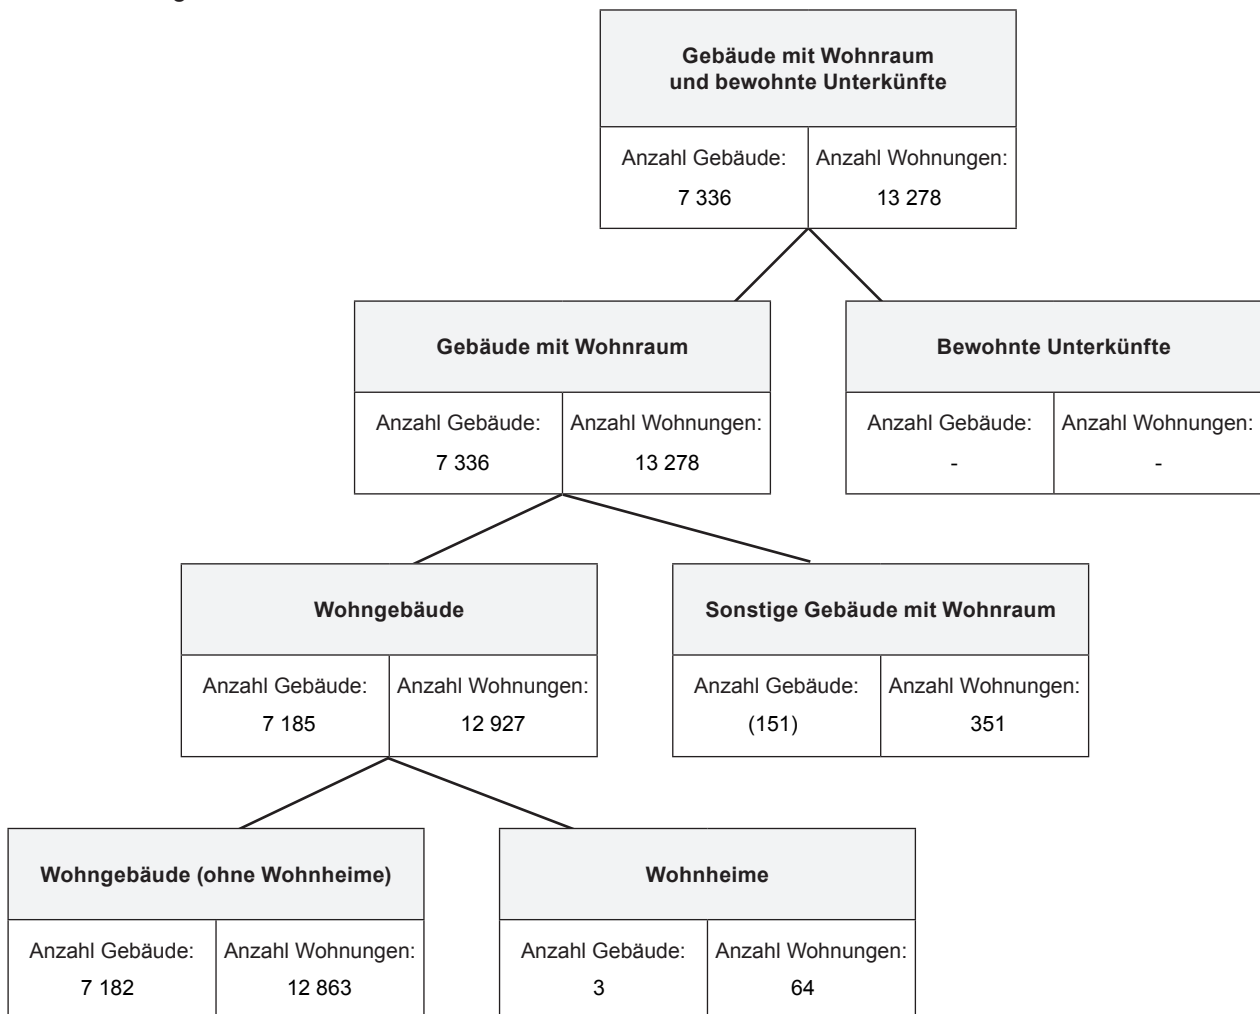 Gebäude mit Wohnraum
und bewohnte Unterkünfte
Anzahl Gebäude: Anzahl Wohnungen:
7 336 13 278
Gebäude mit Wohnraum
Anzahl Gebäude: Anzahl Wohnungen:
7 336 13 278
Bewohnte Unterkünfte
Anzahl Gebäude: Anzahl Wohnungen:
- -
Wohngebäude
Anzahl Gebäude: Anzahl Wohnungen:
7 185 12 927
Sonstige Gebäude mit Wohnraum
Anzahl Gebäude: Anzahl Wohnungen:
(151) 351
Wohngebäude (ohne Wohnheime)
Anzahl Gebäude: Anzahl Wohnungen:
7 182 12 863
Wohnheime
Anzahl Gebäude: Anzahl Wohnungen:
3 64